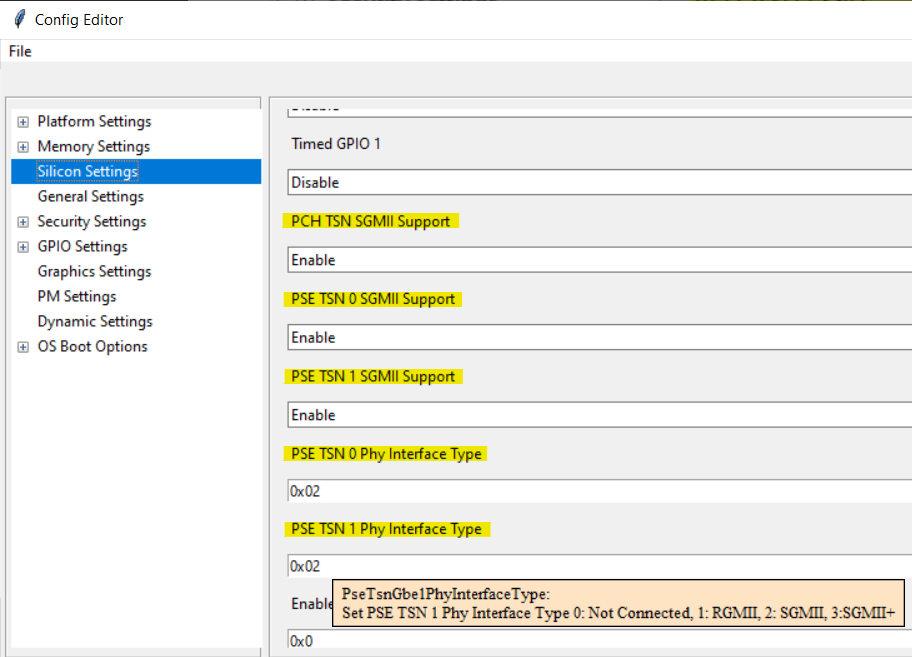 Config Editor
File
Platform Settings
Memory Settings
Silicon Settings
General Settings
Security Settings
GPIO Settings
Graphics Settings
PM Settings
Dynamic Settings
OS Boot Options
Timed GPIO 1
Disable
PCH TSN SGMII Support
Enable
PSE TSN 0 SGMII Support
Enable
PSE TSN 1 SGMII Support
Enable
PSE TSN 0 Phy Interface Type
0x02
PSE TSN 1 Phy Interface Type
0x02
PseTsnGbe1PhyInterfaceType:
Set PSE TSN 1 Phy Interface Type 0: Not Connected, 1: RGMII, 2: SGMII, 3:SGMII+
0x0